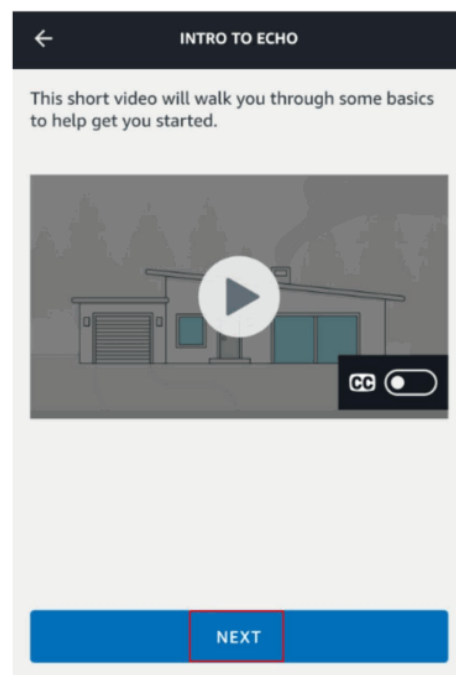 INTRO TO ECHO
This short video will walk you through some basics
to help get you started.
CC
NEXT